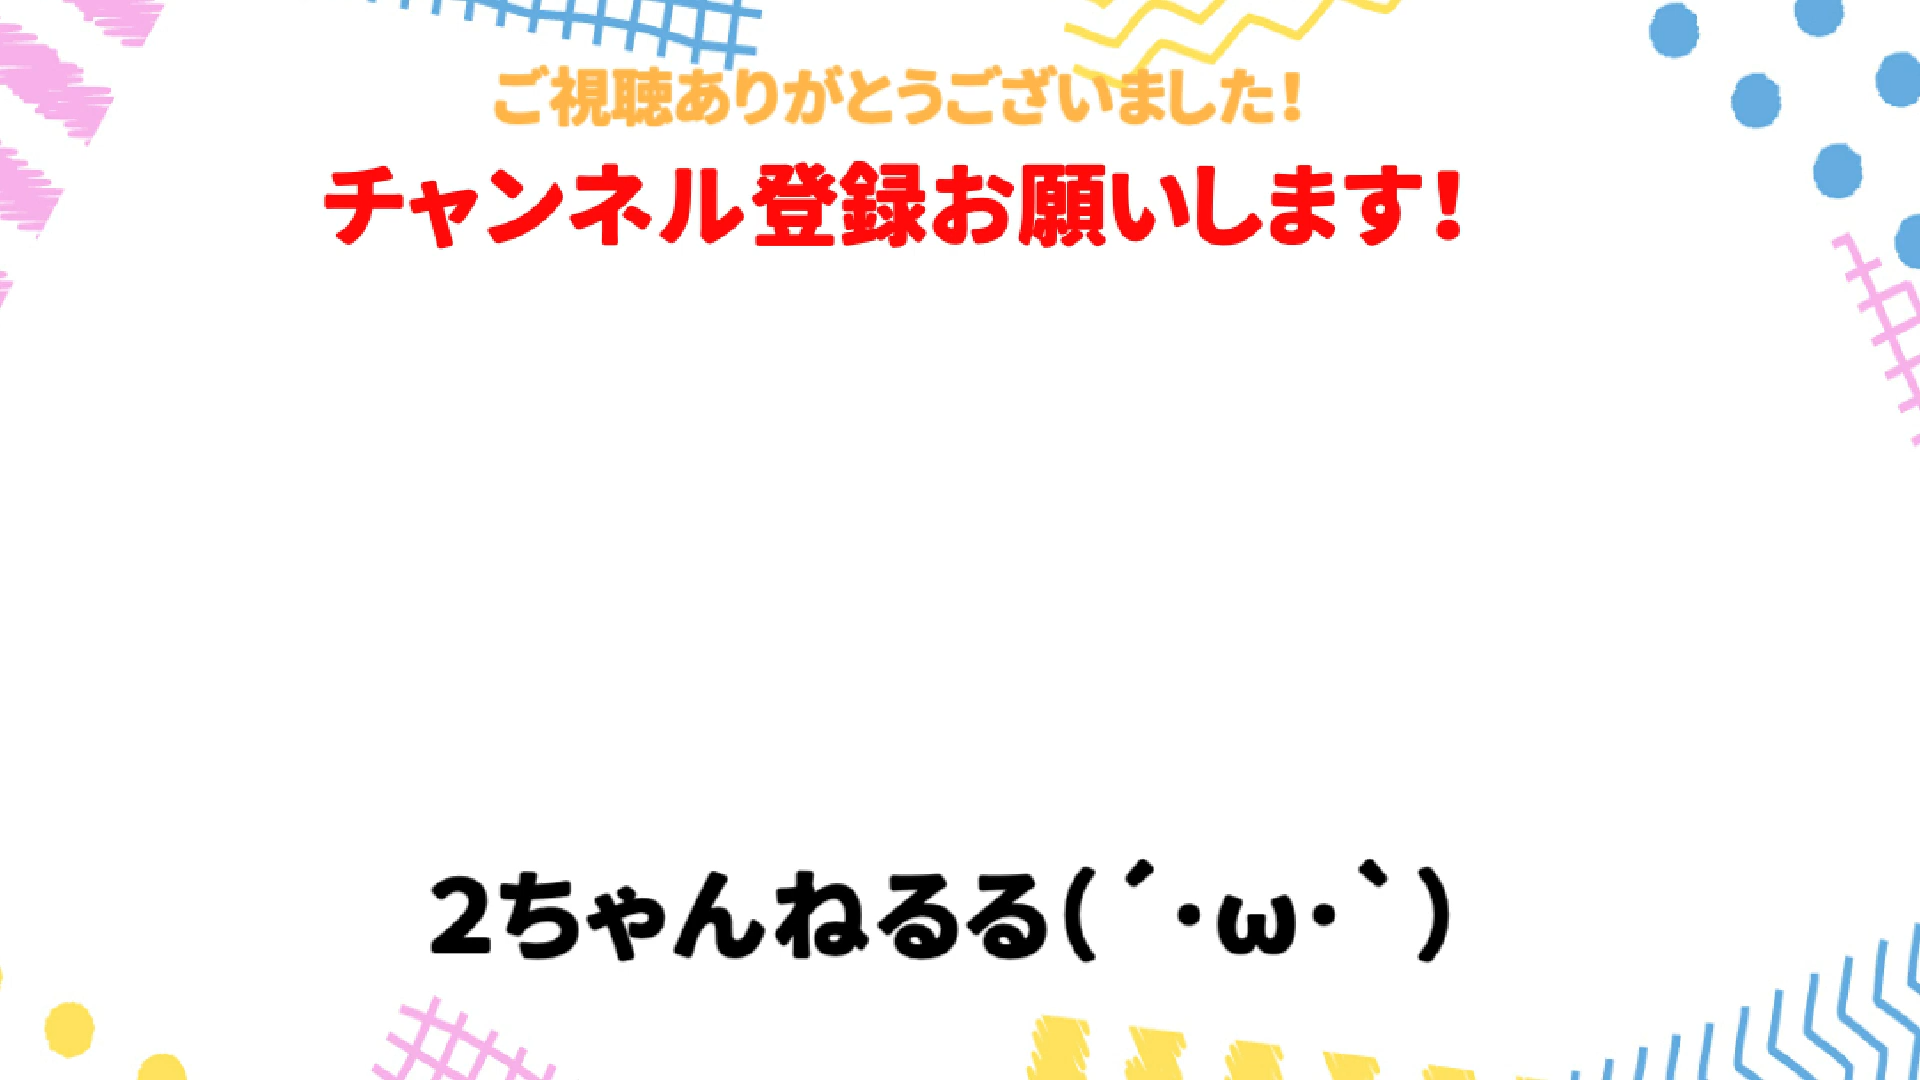 ご視聴ありがとうございました！
チャンネル登録お願いします！
2ちゃんねるる(´･ω･`)